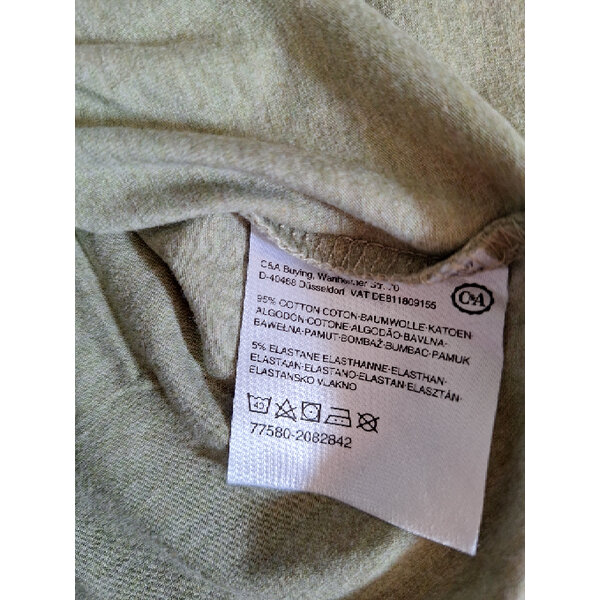 C&A Buying, Wanheimer Str. 70
D-40468 Düsseldorf VAT DE811809155
C&A
95% COTTON COTON·BAUMWOLLE·KATOEN·
ALGODON·COTONE·ALGODÃO·BAVLNA·
BAWEŁNA·PAMUT·BOMBAŽ·BUMBAC·PAMUK
5% ELASTANE ELASTHANNE·ELASTHAN·
ELASTAAN·ELASTANO·ELASTAN·ELASZTÁN·
ELASTANSKO VLAKNO
40
77580-2082842